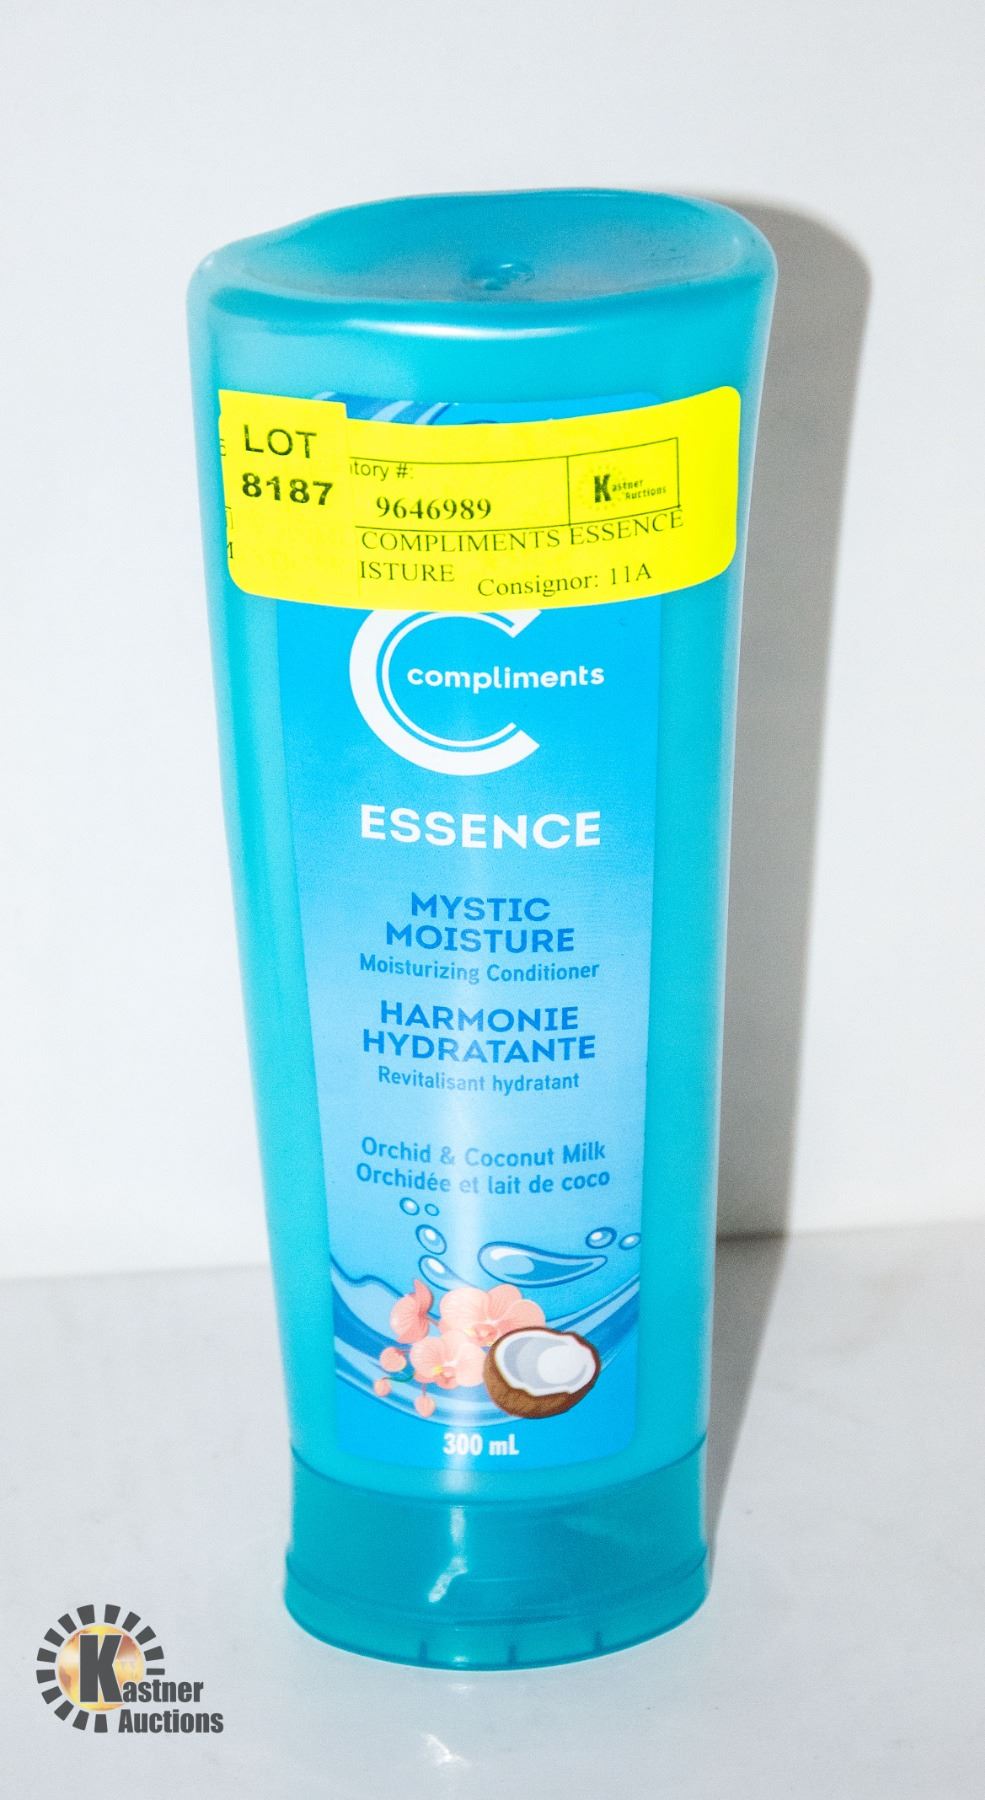 LOT
8187
ntory #:
9646989
Kastner
Auctions
COMPLIMENTS ESSENCE
ISTURE Consignor: 11A
compliments
ESSENCE
MYSTIC
MOISTURE
Moisturizing Conditioner
HARMONIE
HYDRATANTE
Revitalisant hydratant
Orchid & Coconut Milk
Orchidée et lait de coco
300 mL
Kastner
Auctions